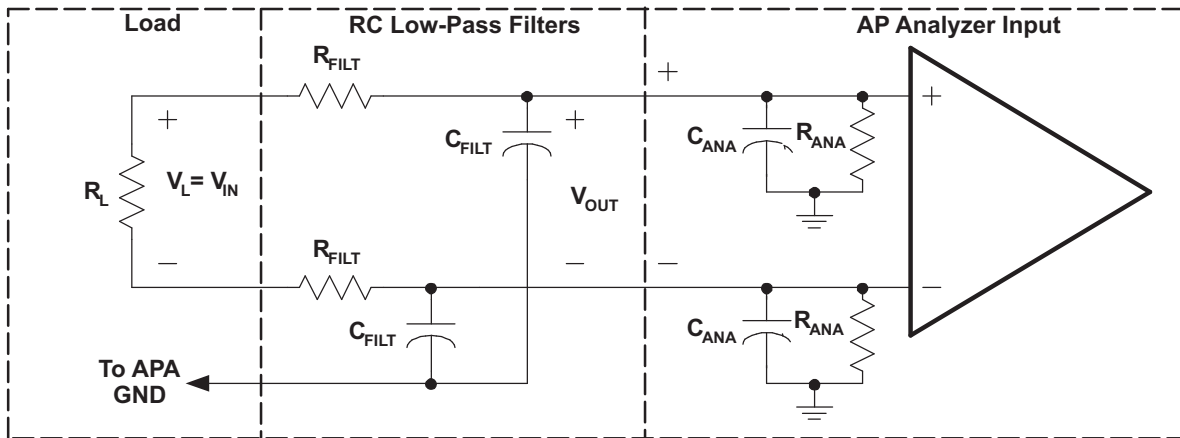 Load
RC Low-Pass Filters
AP Analyzer Input
R_FILT
+
+
+
+
C_FILT
C_ANA
R_ANA
R_L
V_L = V_IN
V_OUT
R_FILT
−
−
−
−
C_FILT
C_ANA
R_ANA
To APA
GND